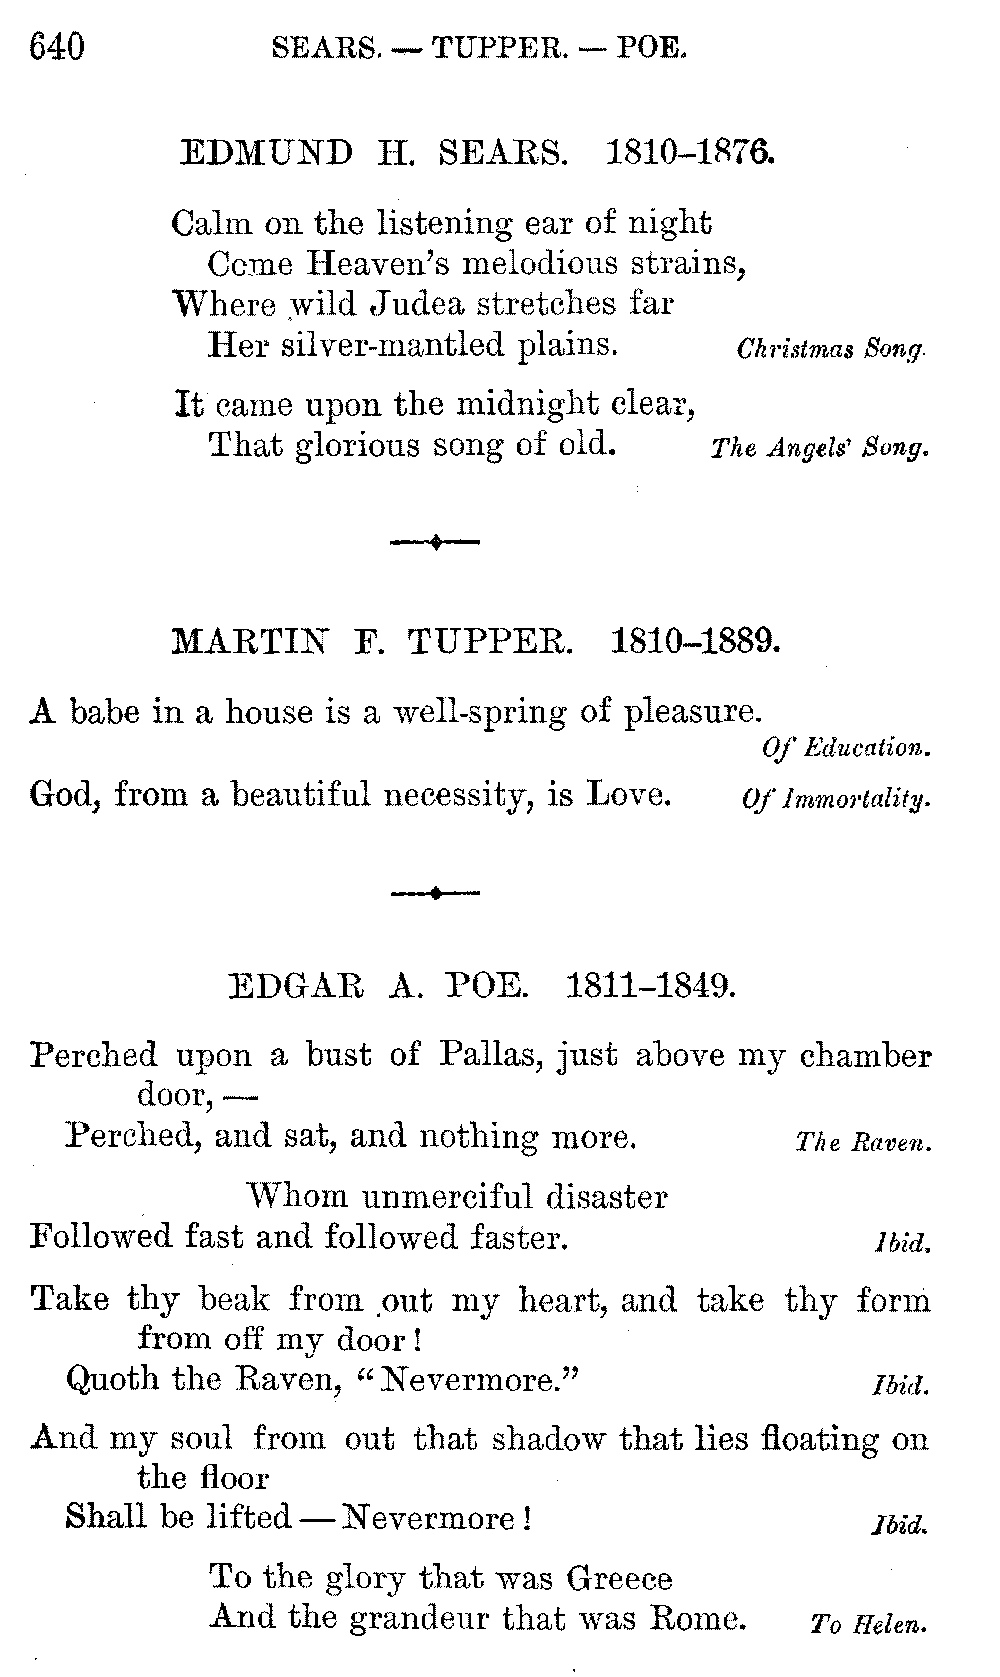 640 SEARS. — TUPPER. — POE.
EDMUND H. SEARS. 1810–1876.
Calm on the listening ear of night
Come Heaven's melodious strains,
Where wild Judea stretches far
Her silver-mantled plains. Christmas Song.
It came upon the midnight clear,
That glorious song of old. The Angels' Song.
MARTIN F. TUPPER. 1810–1889.
A babe in a house is a well-spring of pleasure.
Of Education.
God, from a beautiful necessity, is Love. Of Immortality.
EDGAR A. POE. 1811–1849.
Perched upon a bust of Pallas, just above my chamber
door, —
Perched, and sat, and nothing more. The Raven.
Whom unmerciful disaster
Followed fast and followed faster. Ibid.
Take thy beak from out my heart, and take thy form
from off my door!
Quoth the Raven, “Nevermore.” Ibid.
And my soul from out that shadow that lies floating on
the floor
Shall be lifted — Nevermore! Ibid.
To the glory that was Greece
And the grandeur that was Rome. To Helen.